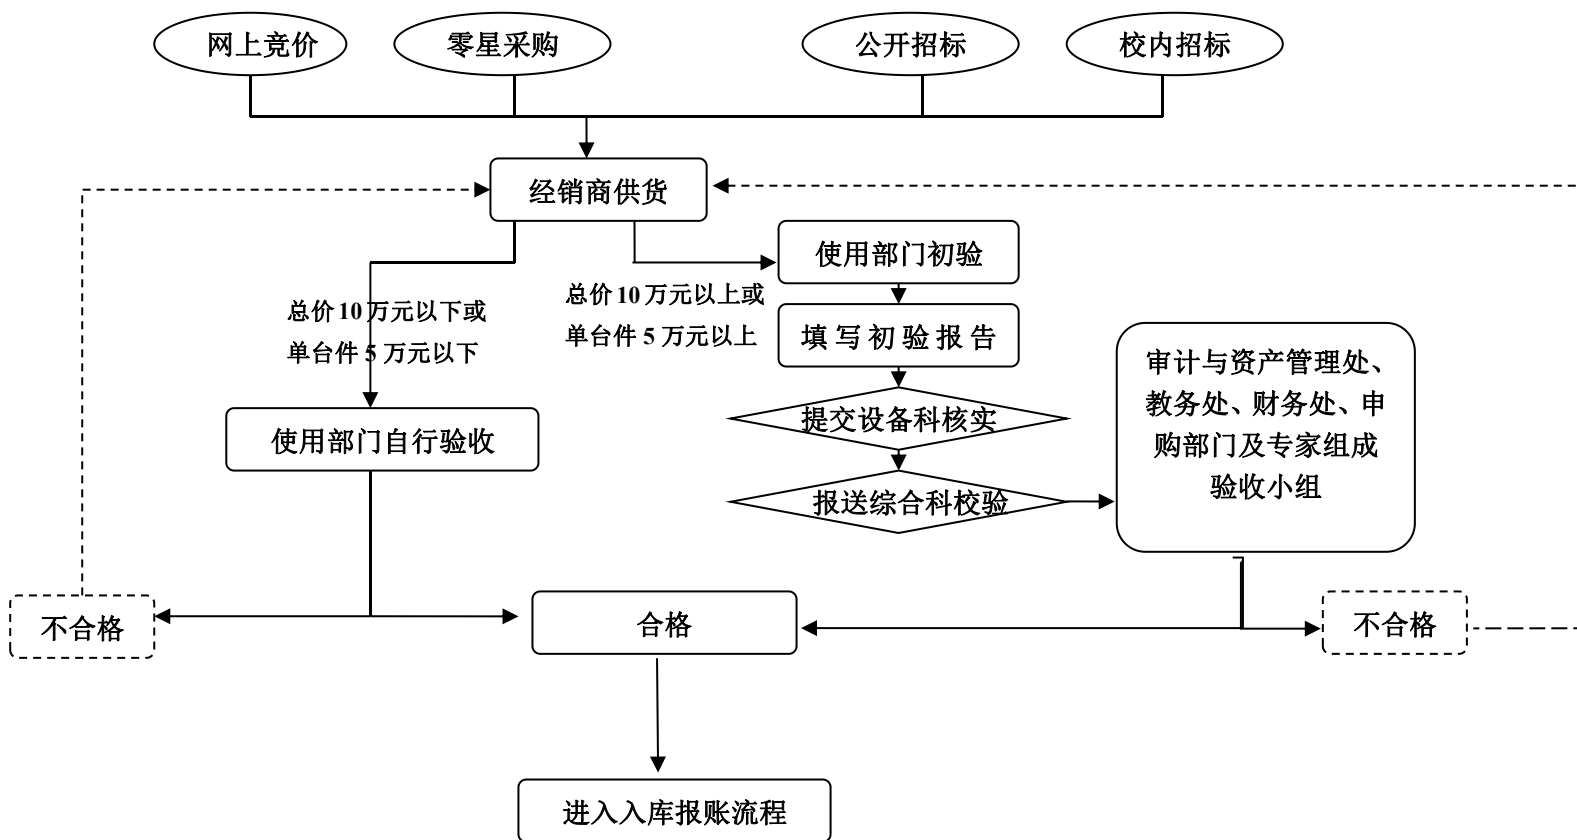 网上竞价
零星采购
公开招标
校内招标
经销商供货
使用部门初验
总价 10 万元以下或
单台件 5 万元以下
总价 10 万元以上或
单台件 5 万元以上
填写初验报告
审计与资产管理处、
教务处、财务处、申
购部门及专家组成
验收小组
提交设备科核实
使用部门自行验收
报送综合科校验
不合格
合格
不合格
进入入库报账流程